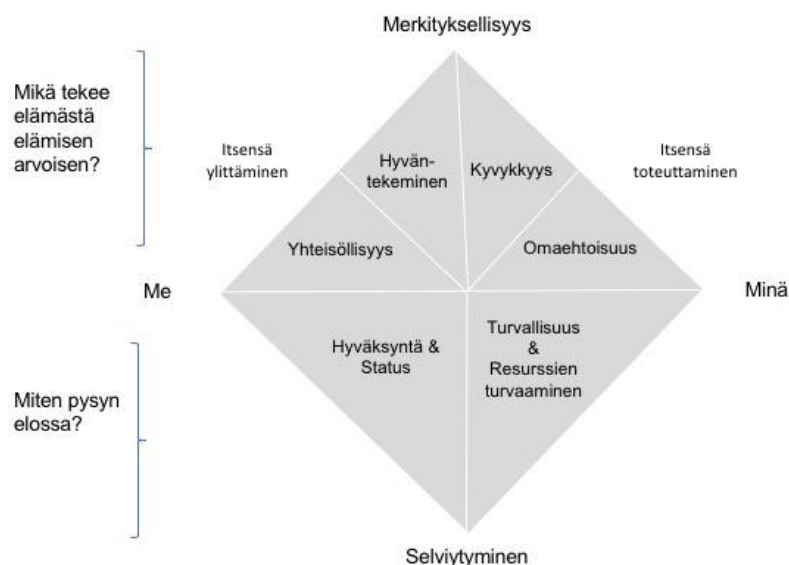 Merkityksellisyys
Mikä tekee
elämästä
elämisen
arvoisen?
Itsensä
ylittäminen
Hyvän-
tekeminen
Kyvykkyys
Itsensä
toteuttaminen
Yhteisöllisyys
Omaehtoisuus
Me
Minä
Hyväksyntä &
Status
Turvallisuus
&
Resurssien
turvaaminen
Miten pysyn
elossa?
Selviytyminen